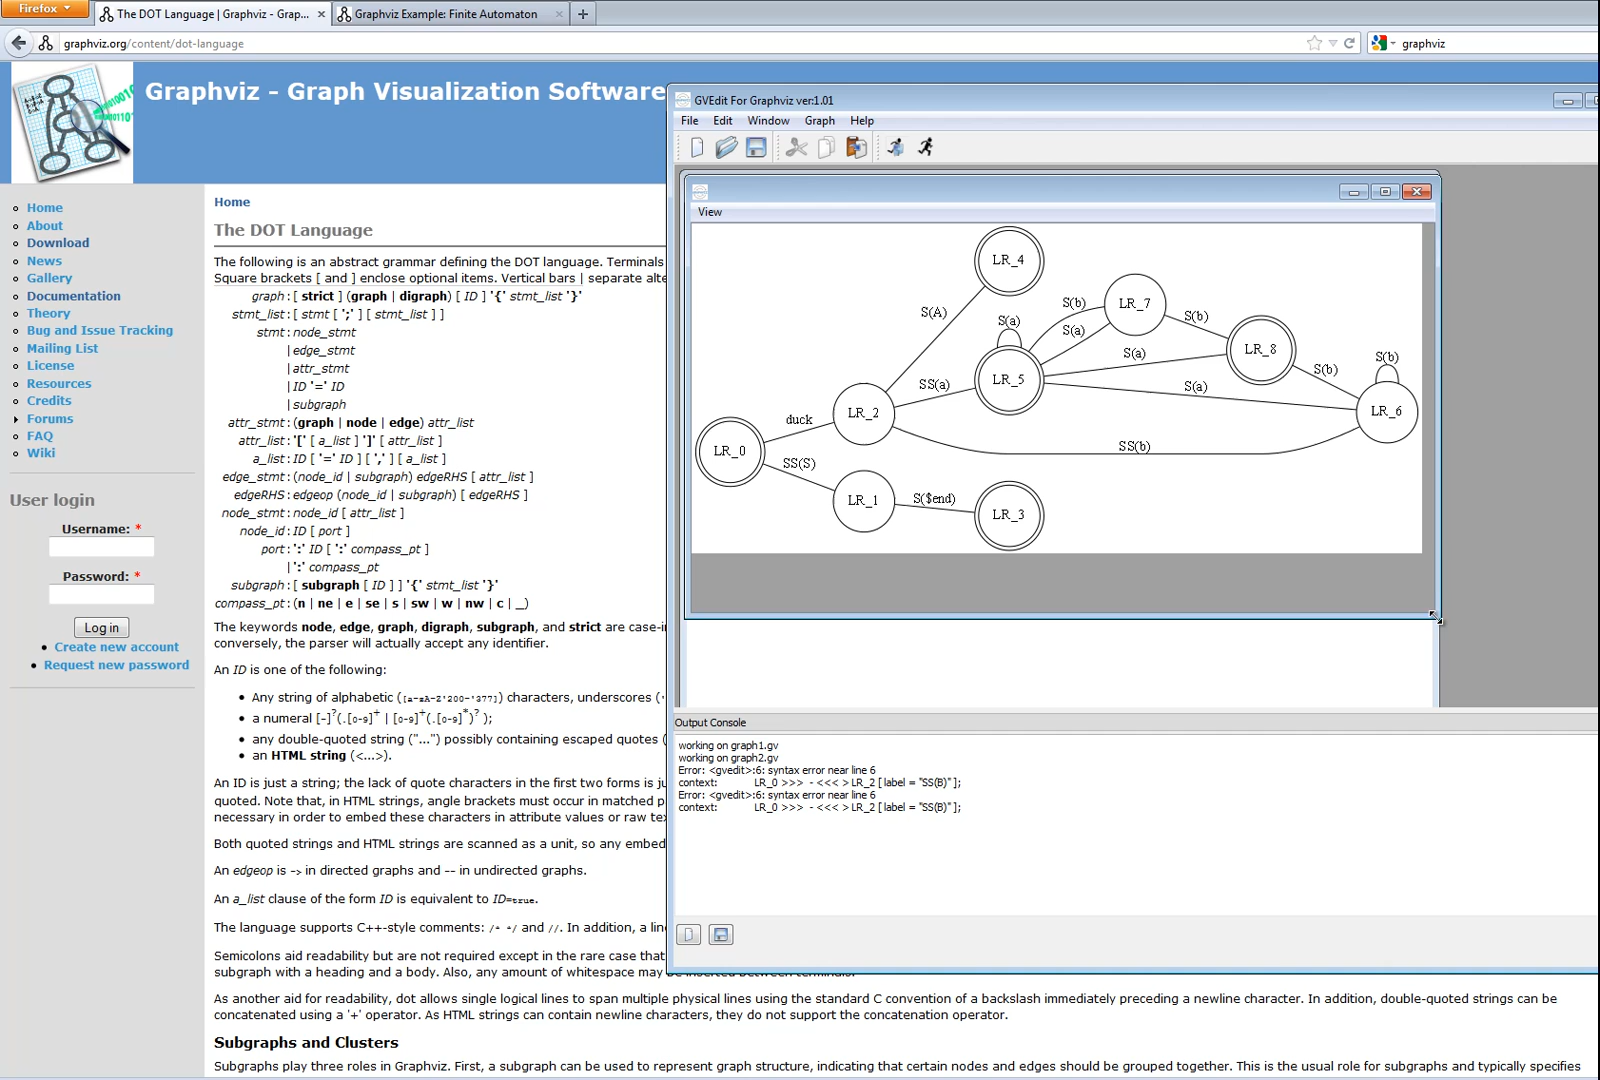 Firefox
The DOT Language | Graphviz - Grap...
Graphviz Example: Finite Automaton
graphviz.org/content/dot-language
graphviz
Graphviz - Graph Visualization Software
Home
About
Download
News
Gallery
Documentation
Theory
Bug and Issue Tracking
Mailing List
License
Resources
Credits
Forums
FAQ
Wiki
User login
Username: *
Password: *
Log in
Create new account
Request new password
Home
The DOT Language
The following is an abstract grammar defining the DOT language. Terminals
Square brackets [ and ] enclose optional items. Vertical bars | separate alte
graph : [ strict ] (graph | digraph) [ ID ] '{' stmt_list '}'
stmt_list : [ stmt [ ';' ] [ stmt_list ] ]
stmt : node_stmt
| edge_stmt
| attr_stmt
| ID '=' ID
| subgraph
attr_stmt : (graph | node | edge) attr_list
attr_list : '[' [ a_list ] ']' [ attr_list ]
a_list : ID [ '=' ID ] [ ',' ] [ a_list ]
edge_stmt : (node_id | subgraph) edgeRHS [ attr_list ]
edgeRHS : edgeop (node_id | subgraph) [ edgeRHS ]
node_stmt : node_id [ attr_list ]
node_id : ID [ port ]
port : ':' ID [ ':' compass_pt ]
| ':' compass_pt
subgraph : [ subgraph [ ID ] ] '{' stmt_list '}'
compass_pt : (n | ne | e | se | s | sw | w | nw | c | _)
The keywords node, edge, graph, digraph, subgraph, and strict are case-i
conversely, the parser will actually accept any identifier.
An ID is one of the following:
Any string of alphabetic ([a-zA-Z'200-'377]) characters, underscores ('
a numeral [-]?(.[0-9]+ | [0-9]+(.[0-9]*)? );
any double-quoted string ("...") possibly containing escaped quotes (
an HTML string (<...>).
An ID is just a string; the lack of quote characters in the first two forms is ju
quoted. Note that, in HTML strings, angle brackets must occur in matched p
necessary in order to embed these characters in attribute values or raw tex
Both quoted strings and HTML strings are scanned as a unit, so any embed
An edgeop is -> in directed graphs and -- in undirected graphs.
An a_list clause of the form ID is equivalent to ID=true.
The language supports C++-style comments: /* */ and //. In addition, a line
Semicolons aid readability but are not required except in the rare case that
subgraph with a heading and a body. Also, any amount of whitespace may be inserted between terminals.
As another aid for readability, dot allows single logical lines to span multiple physical lines using the standard C convention of a backslash immediately preceding a newline character. In addition, double-quoted strings can be
concatenated using a '+' operator. As HTML strings can contain newline characters, they do not support the concatenation operator.
Subgraphs and Clusters
Subgraphs play three roles in Graphviz. First, a subgraph can be used to represent graph structure, indicating that certain nodes and edges should be grouped together. This is the usual role for subgraphs and typically specifies
GVEdit For Graphviz ver:1.01
File Edit Window Graph Help
View
LR_4
S(A)
S(b)
LR_7
S(b)
S(a)
S(a)
LR_8
S(a)
S(b)
S(b)
LR_5
SS(a)
S(a)
LR_6
LR_2
duck
SS(b)
LR_0
SS(S)
LR_1
S($end)
LR_3
Output Console
working on graph1.gv
working on graph2.gv
Error: <gvedit>:6: syntax error near line 6
context: LR_0 >>> - <<< > LR_2 [ label = "SS(B)" ];
Error: <gvedit>:6: syntax error near line 6
context: LR_0 >>> - <<< > LR_2 [ label = "SS(B)" ];